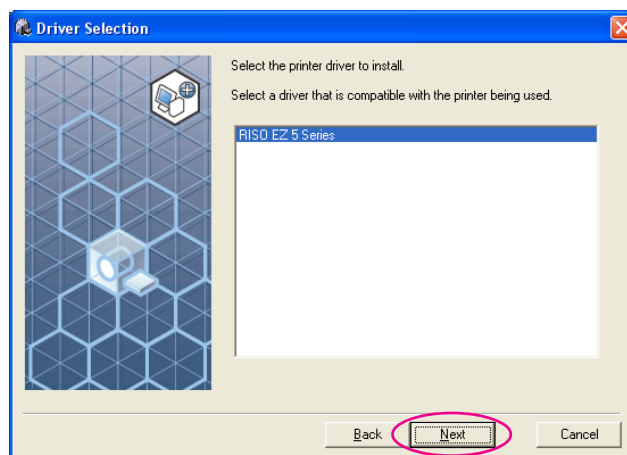 Driver Selection
Select the printer driver to install.
Select a driver that is compatible with the printer being used.
RISO EZ 5 Series
Back Next Cancel